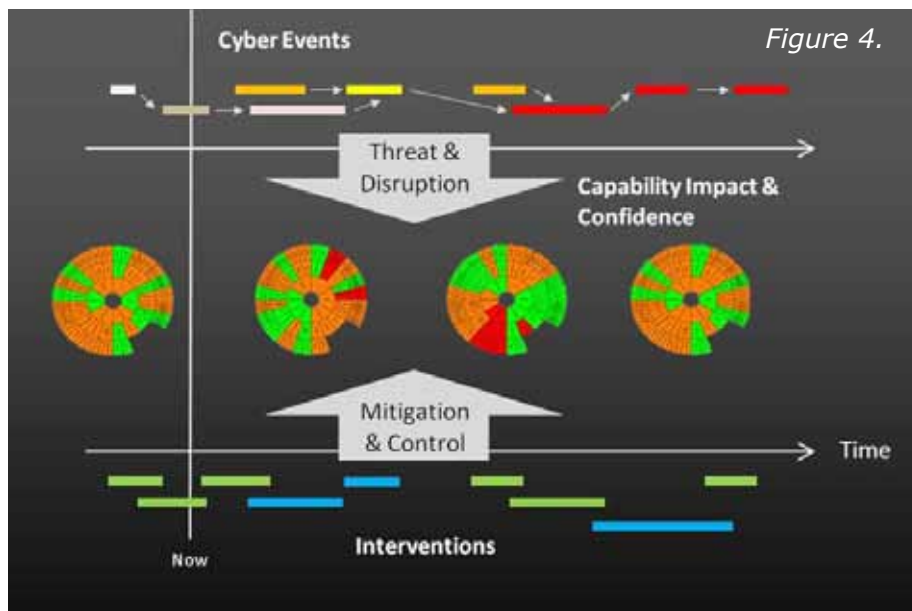 Cyber Events
Figure 4.
Threat &
Disruption
Capability Impact &
Confidence
Mitigation
& Control
Time
Interventions
Now